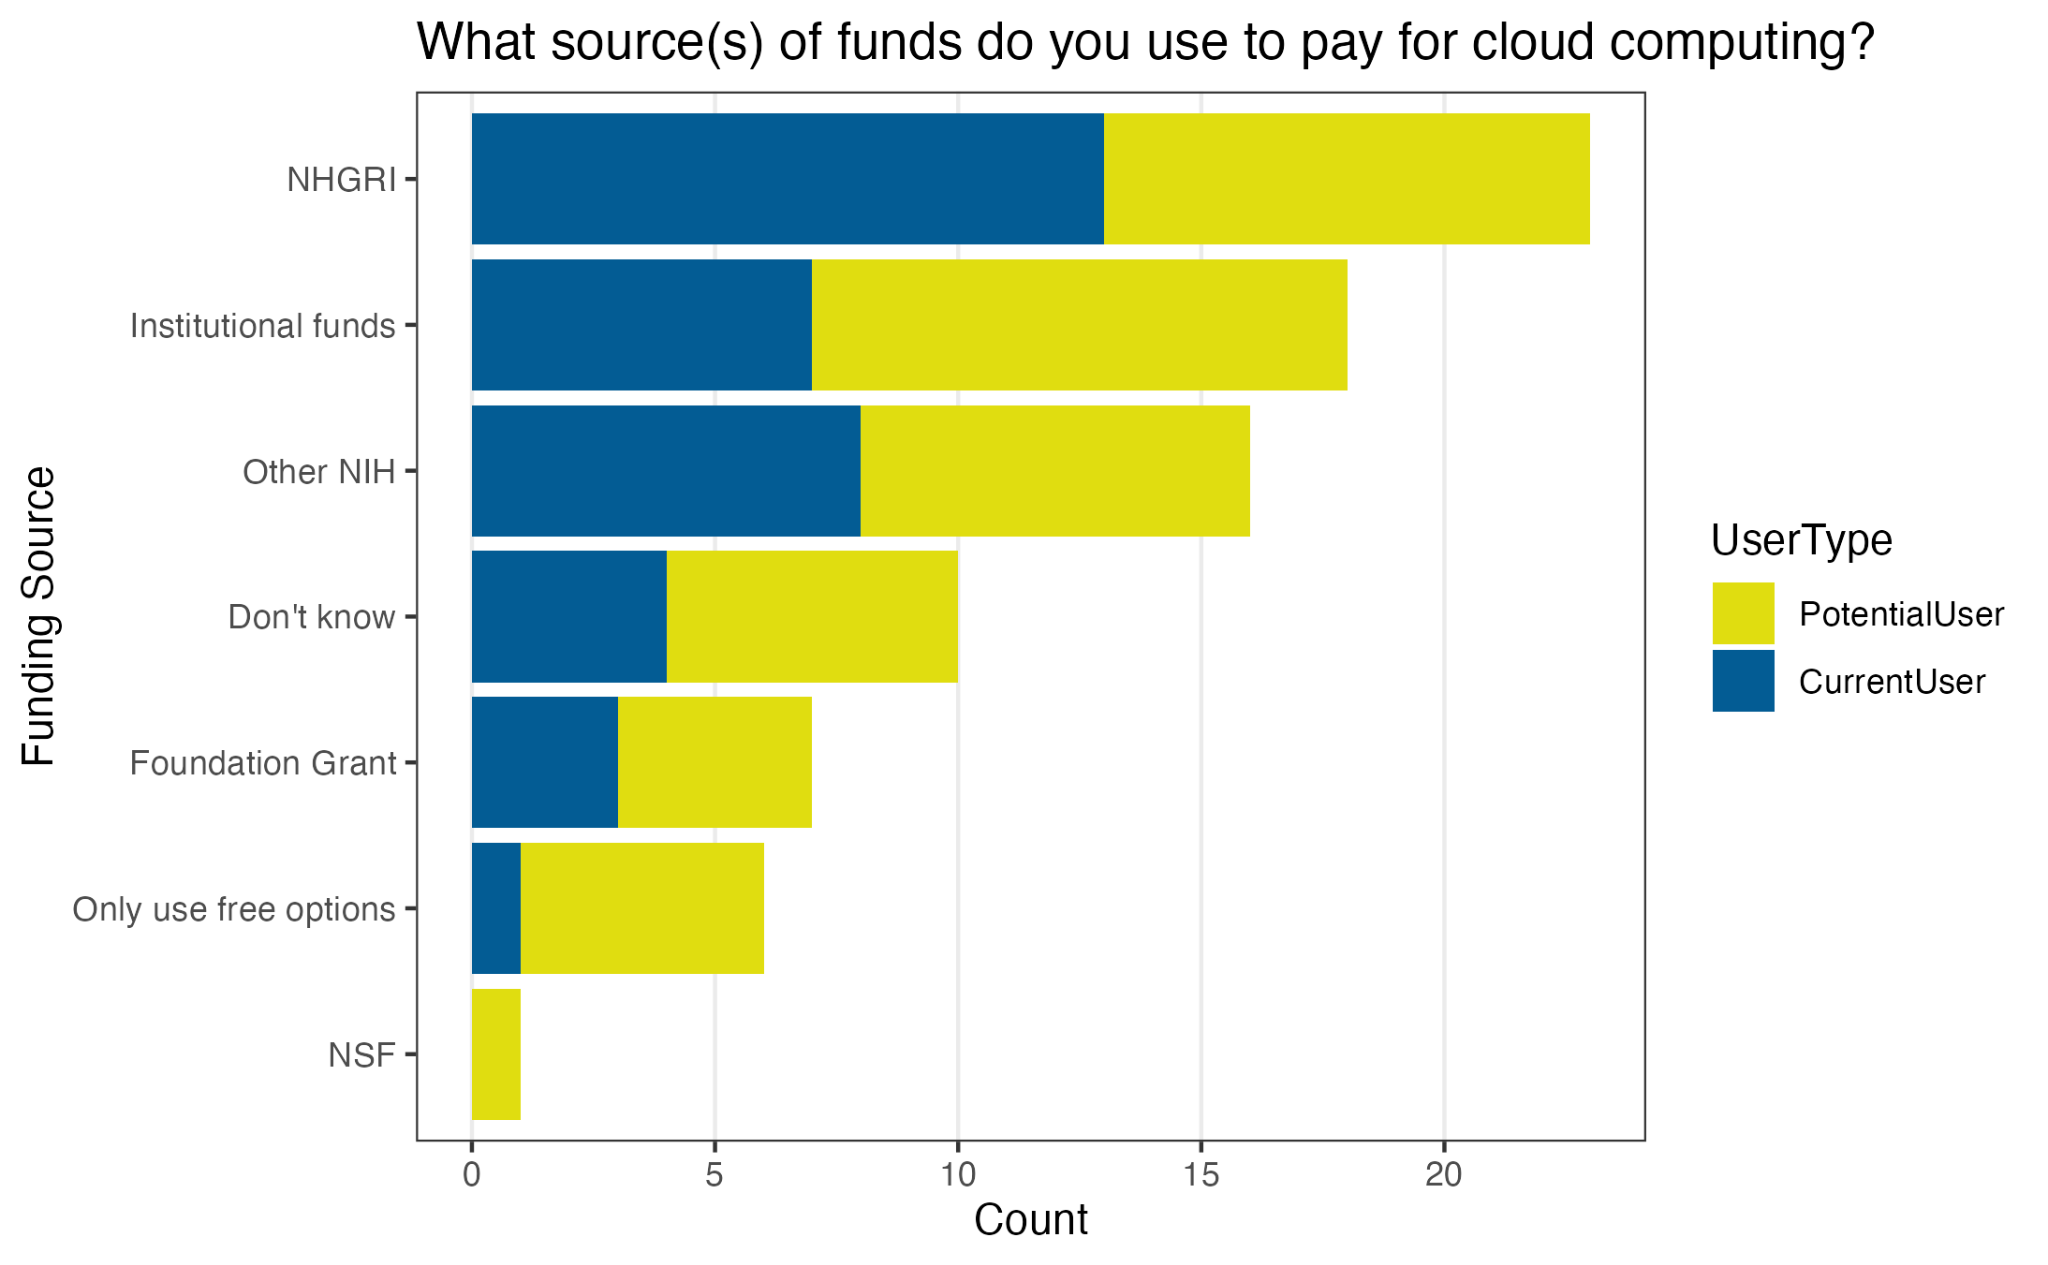 What source(s) of funds do you use to pay for cloud computing?
NHGRI
Institutional funds
Other NIH
Don't know
Foundation Grant
Only use free options
NSF
Funding Source
0 5 10 15 20
Count
UserType
PotentialUser
CurrentUser